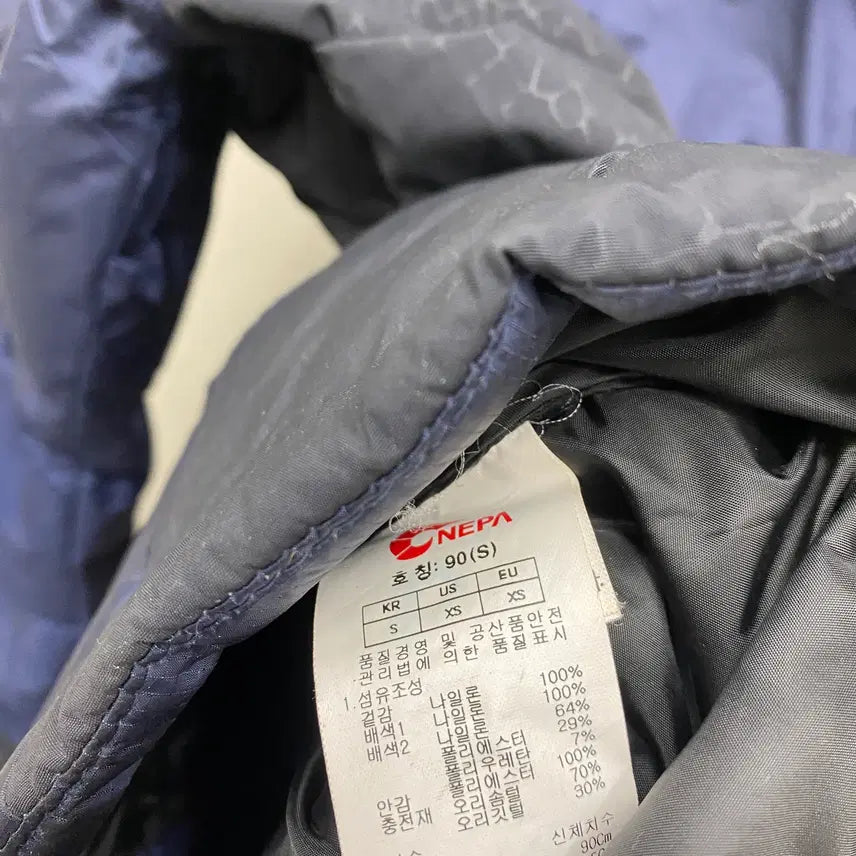 NEPA
호 칭: 90(S)
KR US EU
S XS XS
품질경영 및 공산품안전
관리법에 의한 품질표시
1. 섬유조성
겉감 나일론 100%
배색1 나일론 100%
배색2 나일론 64%
폴리에스터 29%
폴리우레탄 7%
안감 폴리에스터 100%
충전재 오리솜털 70%
오리깃털 30%
신체치수
90Cm